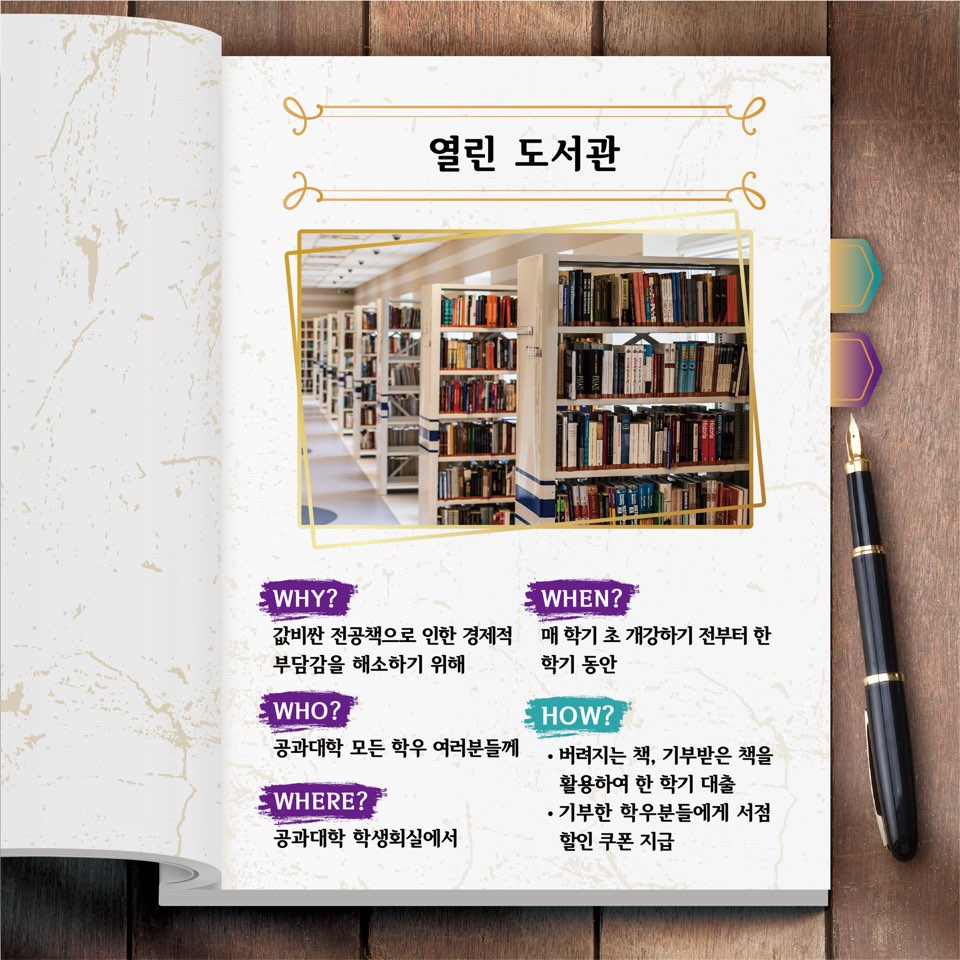 열린 도서관
WHY?
값비싼 전공책으로 인한 경제적
부담감을 해소하기 위해
WHO?
공과대학 모든 학우 여러분들께
WHERE?
공과대학 학생회실에서
WHEN?
매 학기 초 개강하기 전부터 한
학기 동안
HOW?
• 버려지는 책, 기부받은 책을
활용하여 한 학기 대출
• 기부한 학우분들에게 서점
할인 쿠폰 지급